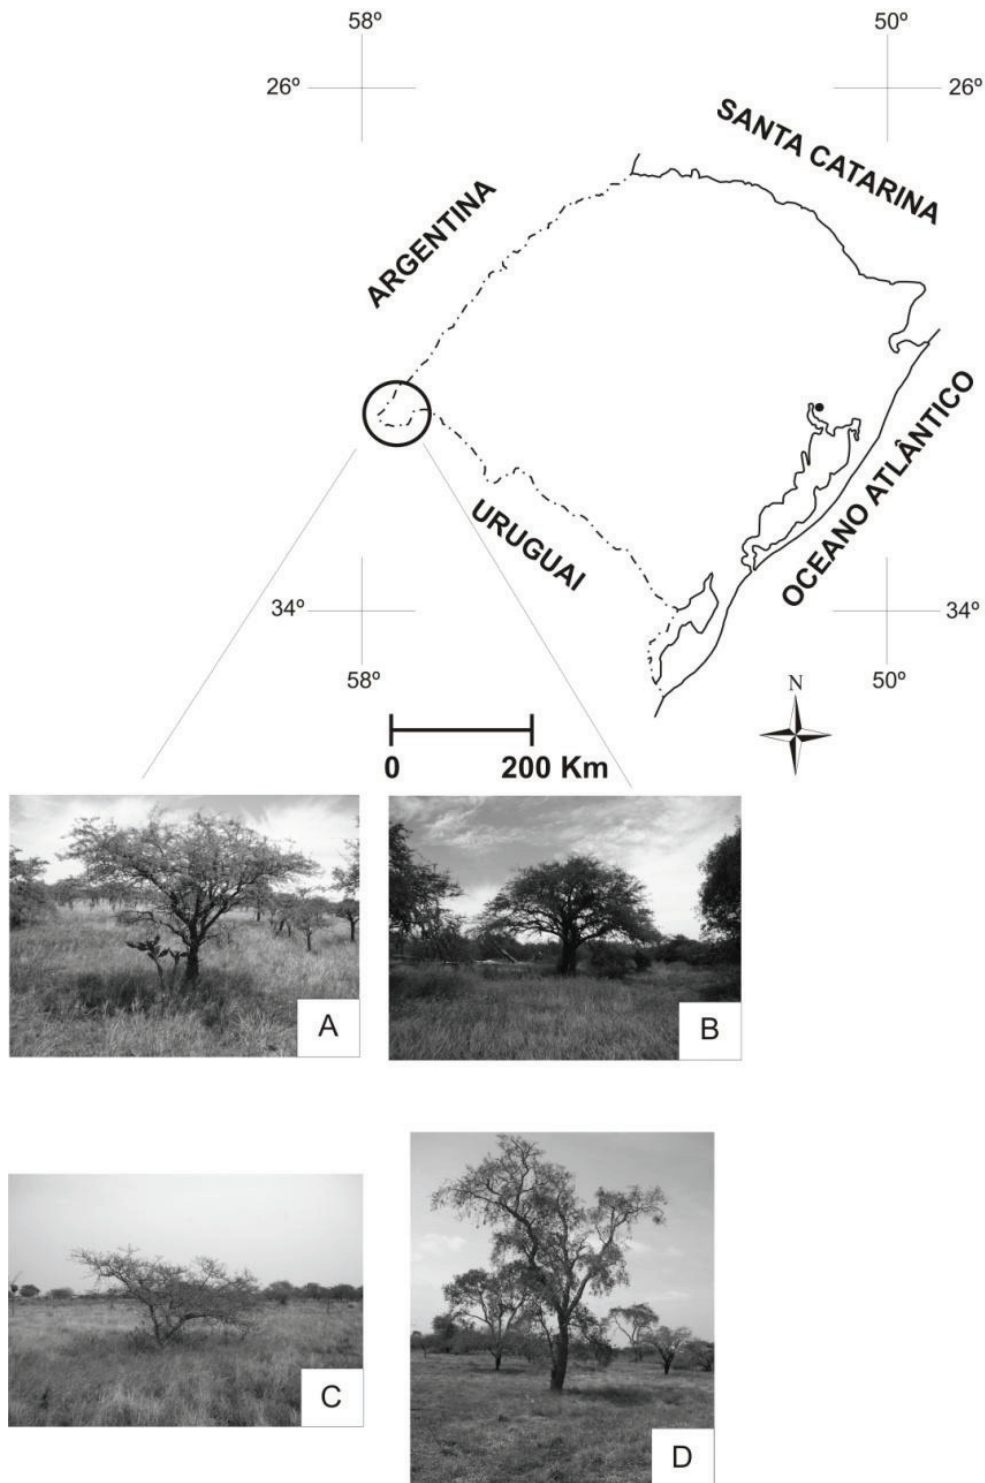 58º
50º
26º
26º
SANTA CATARINA
ARGENTINA
OCEANO ATLÂNTICO
URUGUAI
34º
34º
58º
50º
N
0
200 Km
A
B
C
D